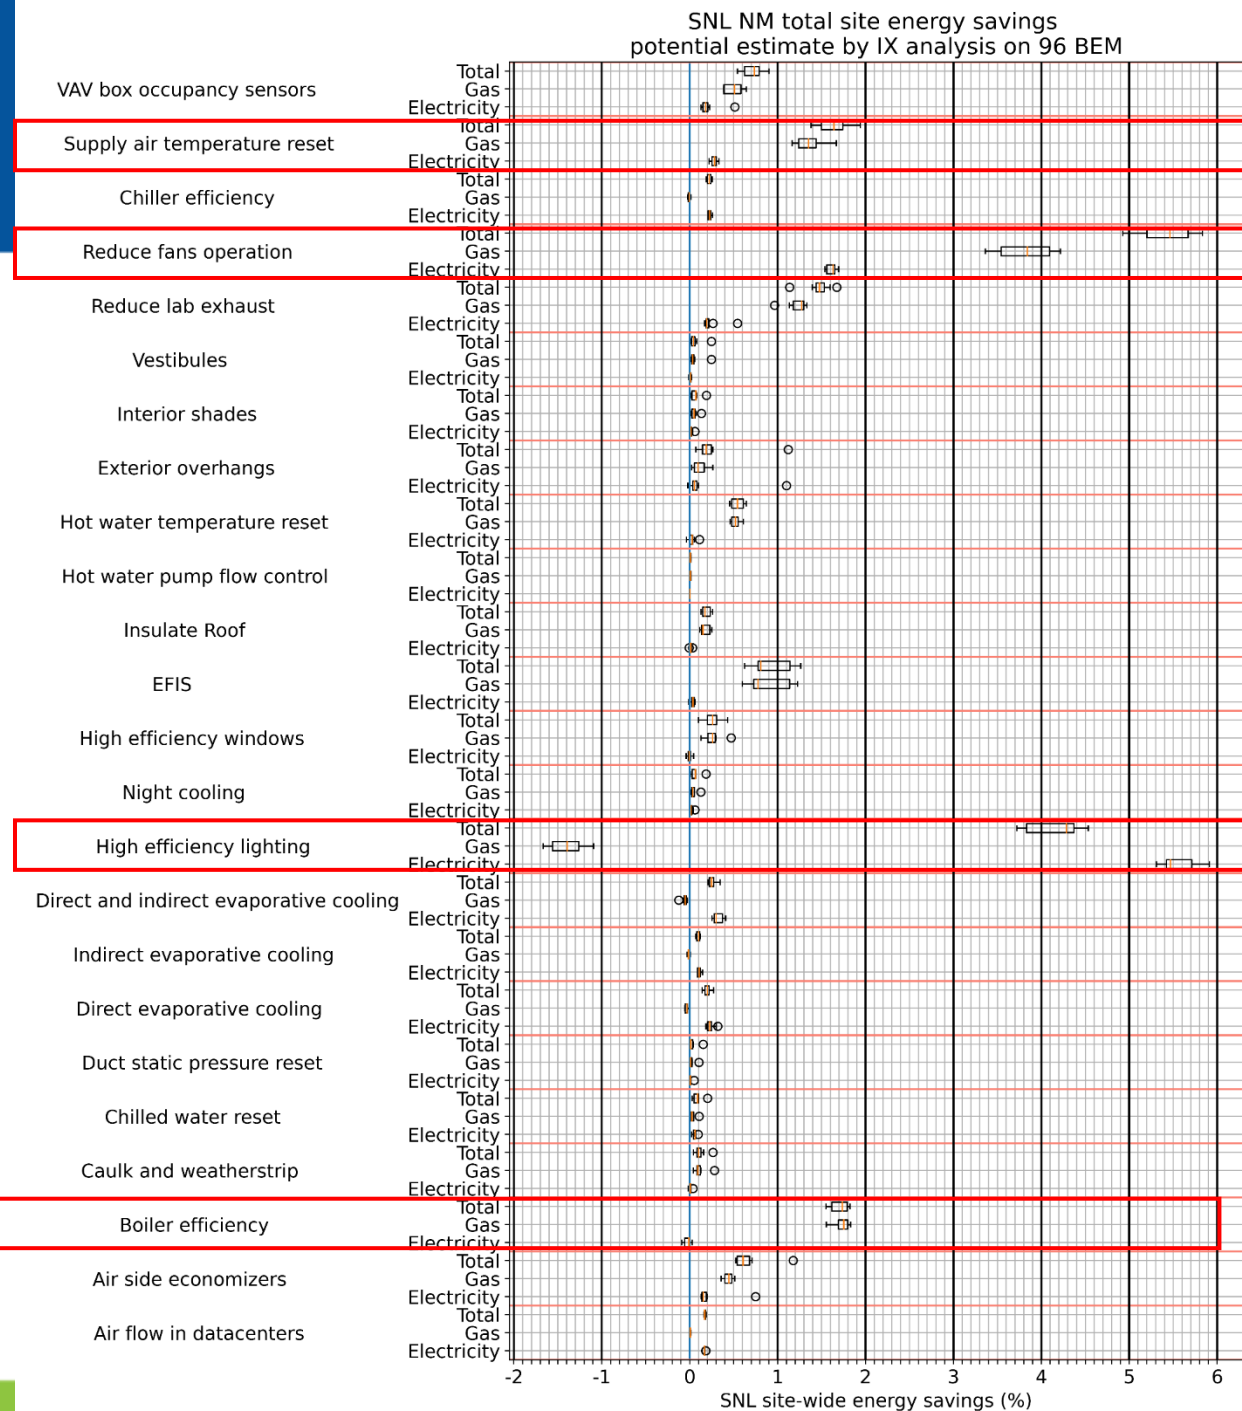 SNL NM total site energy savings
potential estimate by IX analysis on 96 BEM
VAV box occupancy sensors
Total
Gas
Electricity
Supply air temperature reset
Total
Gas
Electricity
Chiller efficiency
Total
Gas
Electricity
Reduce fans operation
Total
Gas
Electricity
Reduce lab exhaust
Total
Gas
Electricity
Vestibules
Total
Gas
Electricity
Interior shades
Total
Gas
Electricity
Exterior overhangs
Total
Gas
Electricity
Hot water temperature reset
Total
Gas
Electricity
Hot water pump flow control
Total
Gas
Electricity
Insulate Roof
Total
Gas
Electricity
EFIS
Total
Gas
Electricity
High efficiency windows
Total
Gas
Electricity
Night cooling
Total
Gas
Electricity
High efficiency lighting
Total
Gas
Electricity
Direct and indirect evaporative cooling
Total
Gas
Electricity
Indirect evaporative cooling
Total
Gas
Electricity
Direct evaporative cooling
Total
Gas
Electricity
Duct static pressure reset
Total
Gas
Electricity
Chilled water reset
Total
Gas
Electricity
Caulk and weatherstrip
Total
Gas
Electricity
Boiler efficiency
Total
Gas
Electricity
Air side economizers
Total
Gas
Electricity
Air flow in datacenters
Total
Gas
Electricity
-2 -1 0 1 2 3 4 5 6
SNL site-wide energy savings (%)